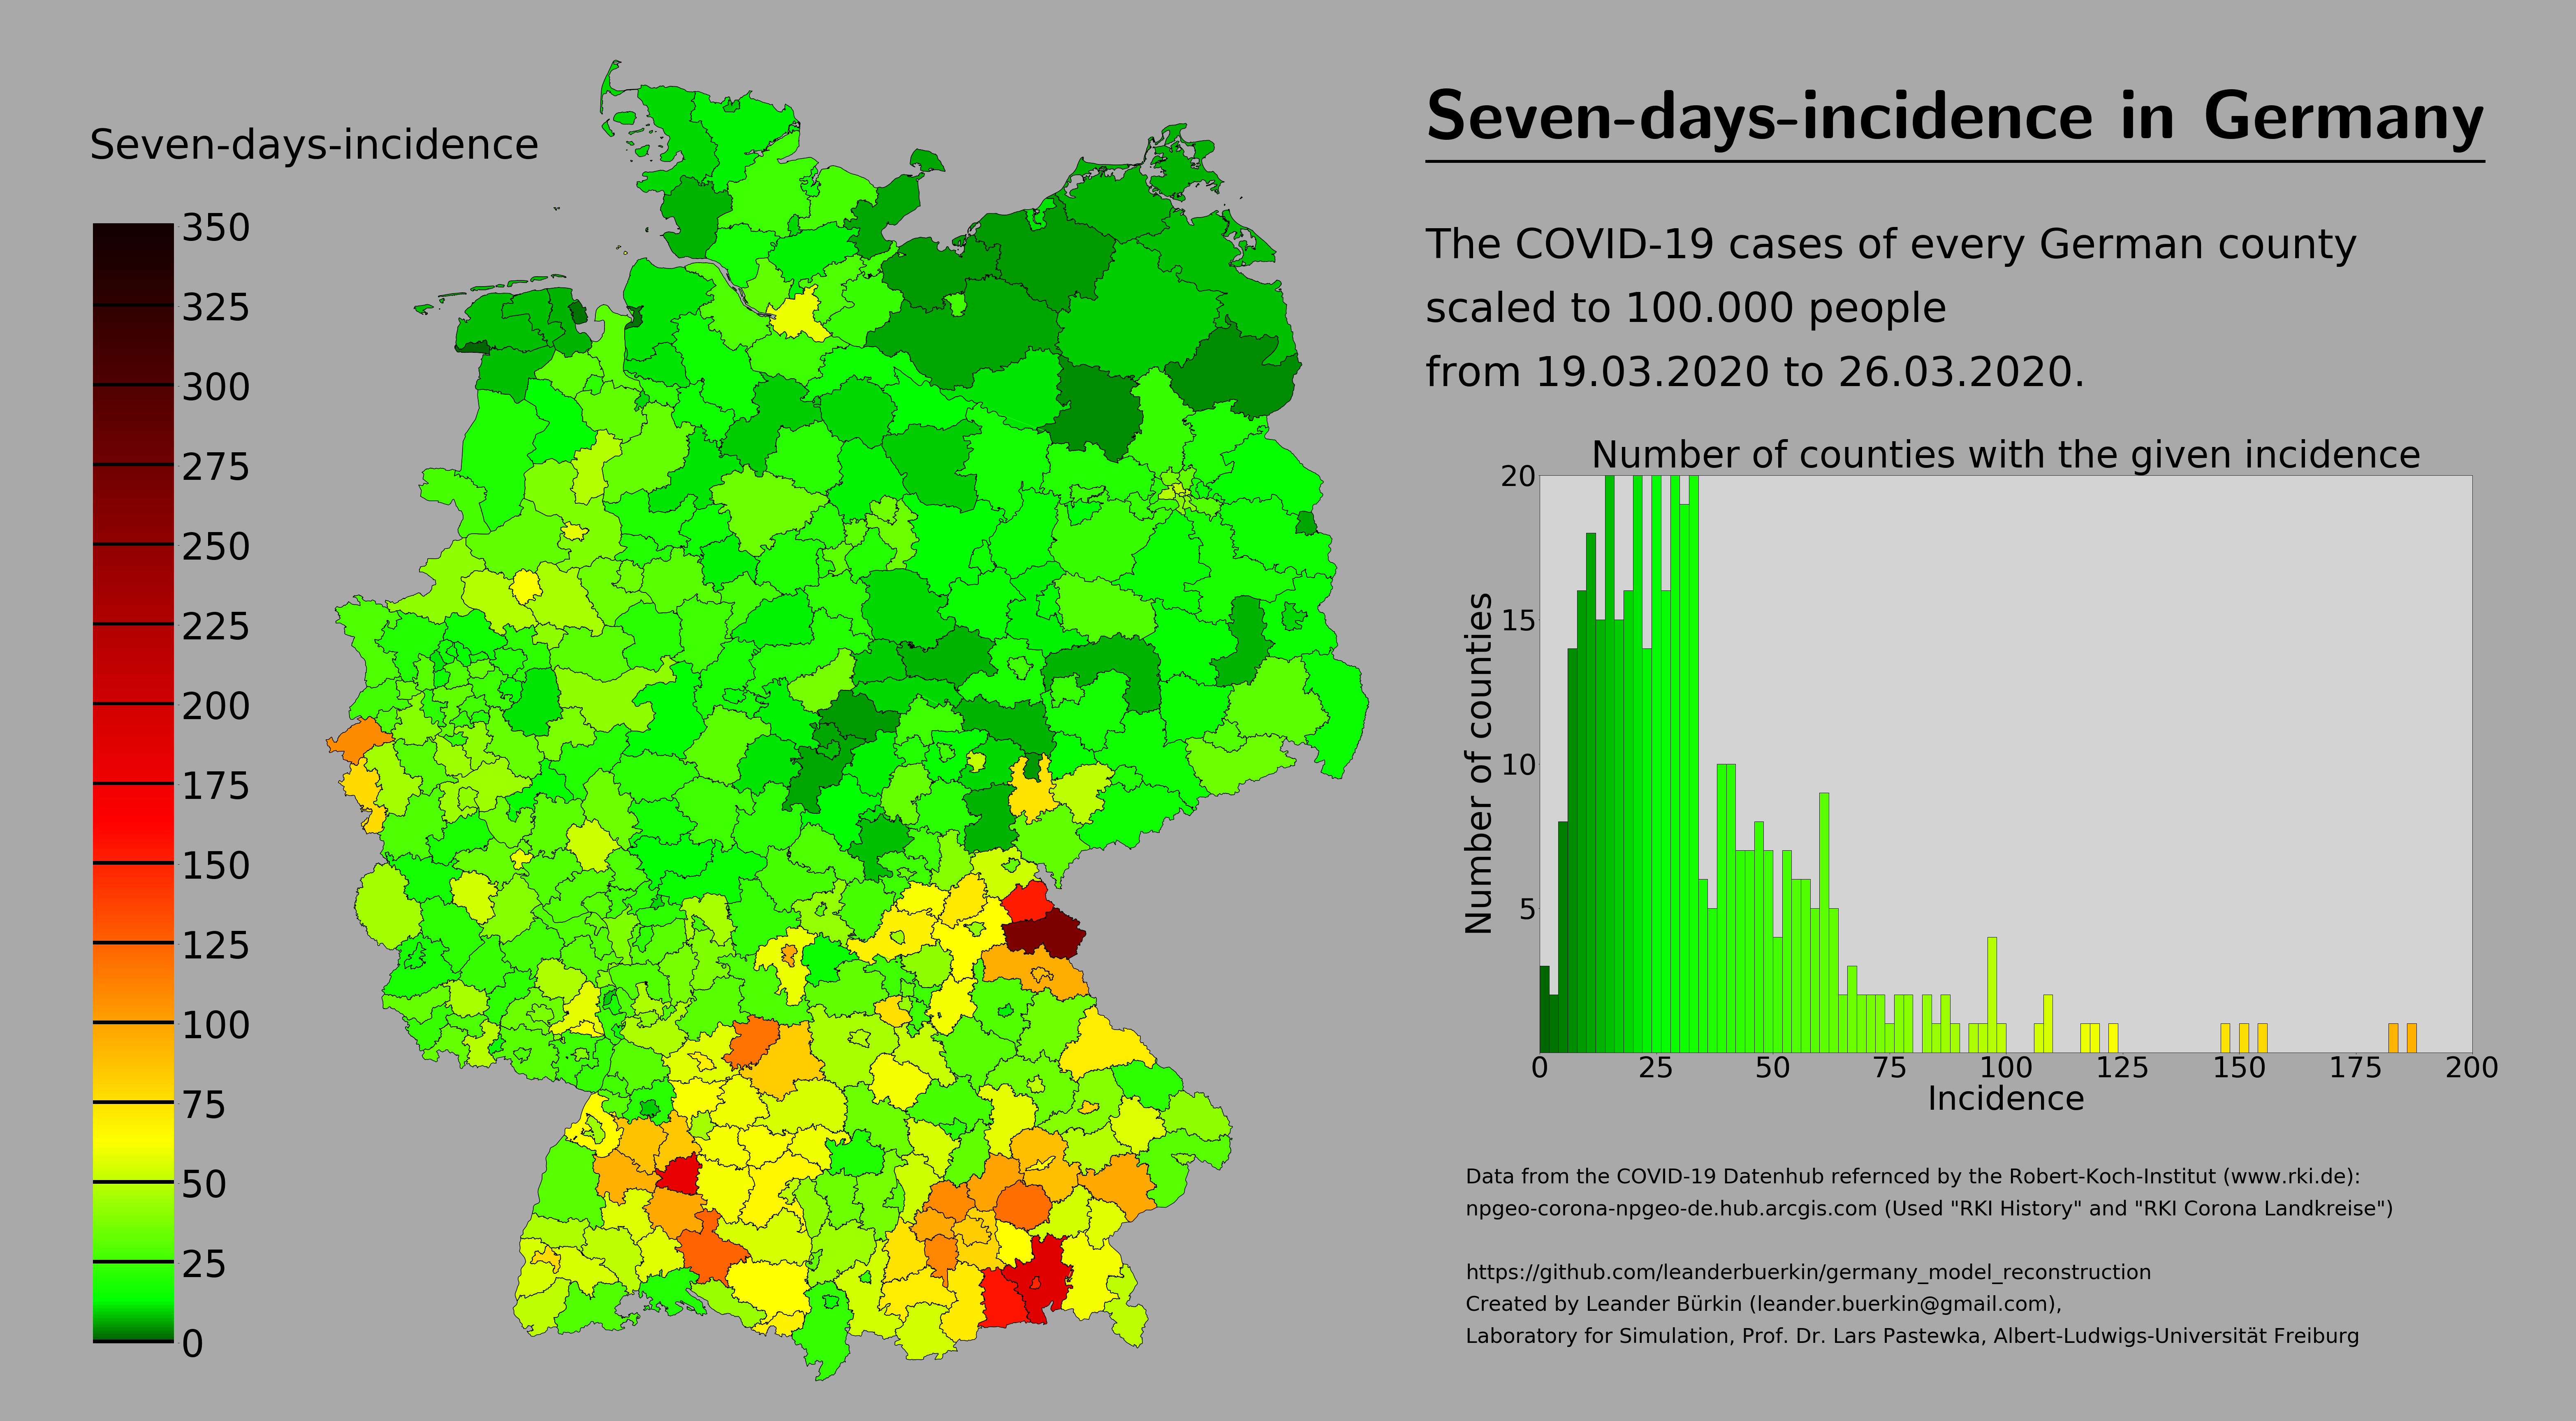 Seven-days-incidence in Germany
Seven-days-incidence
350
325
300
275
250
225
200
175
150
125
100
75
50
25
0
The COVID-19 cases of every German county
scaled to 100.000 people
from 19.03.2020 to 26.03.2020.
Number of counties with the given incidence
Number of counties
20
15
10
5
0 25 50 75 100 125 150 175 200
Incidence
Data from the COVID-19 Datenhub refernced by the Robert-Koch-Institut (www.rki.de):
npgeo-corona-npgeo-de.hub.arcgis.com (Used "RKI History" and "RKI Corona Landkreise")
https://github.com/leanderbuerkin/germany_model_reconstruction
Created by Leander Bürkin (leander.buerkin@gmail.com),
Laboratory for Simulation, Prof. Dr. Lars Pastewka, Albert-Ludwigs-Universität Freiburg